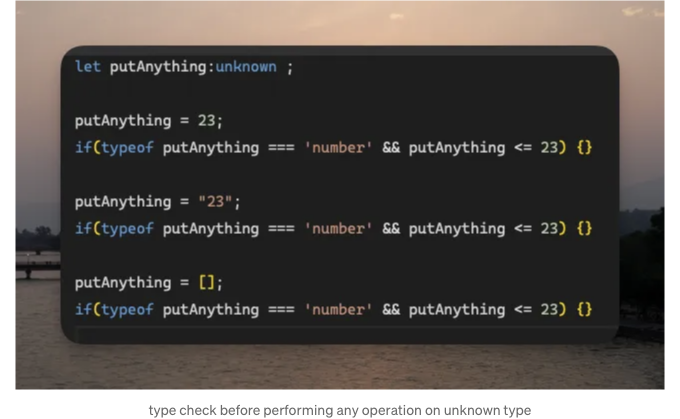 let putAnything:unknown ;
putAnything = 23;
if(typeof putAnything === 'number' && putAnything <= 23) {}
putAnything = "23";
if(typeof putAnything === 'number' && putAnything <= 23) {}
putAnything = [];
if(typeof putAnything === 'number' && putAnything <= 23) {}
type check before performing any operation on unknown type